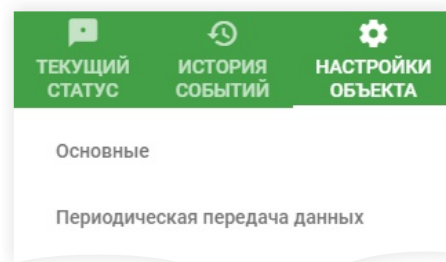 ТЕКУЩИЙ СТАТУС
ИСТОРИЯ СОБЫТИЙ
НАСТРОЙКИ ОБЪЕКТА
Основные
Периодическая передача данных